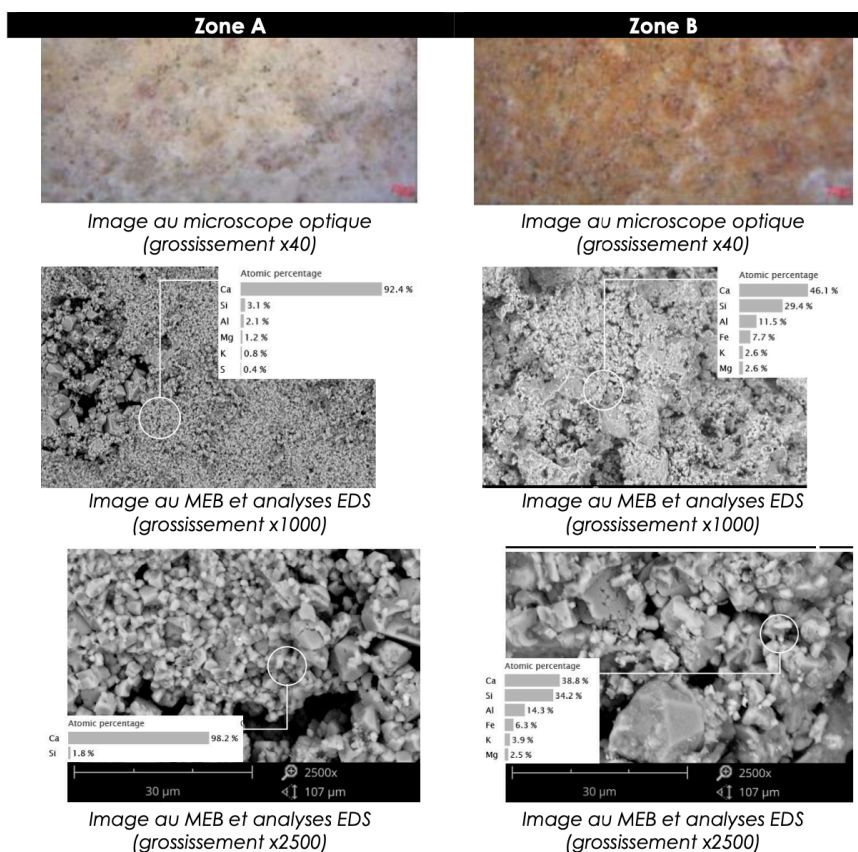 Zone A
Zone B
Image au microscope optique
(grossissement x40)
Image au microscope optique
(grossissement x40)
Atomic percentage
Ca 92.4 %
Si 3.1 %
Al 2.1 %
Mg 1.2 %
K 0.8 %
S 0.4 %
Atomic percentage
Ca 46.1 %
Si 29.4 %
Al 11.5 %
Fe 7.7 %
K 2.6 %
Mg 2.6 %
Image au MEB et analyses EDS
(grossissement x1000)
Image au MEB et analyses EDS
(grossissement x1000)
Atomic percentage
Ca 98.2 %
Si 1.8 %
30 µm
2500x
107 µm
Atomic percentage
Ca 38.8 %
Si 34.2 %
Al 14.3 %
Fe 6.3 %
K 3.9 %
Mg 2.5 %
30 µm
2500x
107 µm
Image au MEB et analyses EDS
(grossissement x2500)
Image au MEB et analyses EDS
(grossissement x2500)